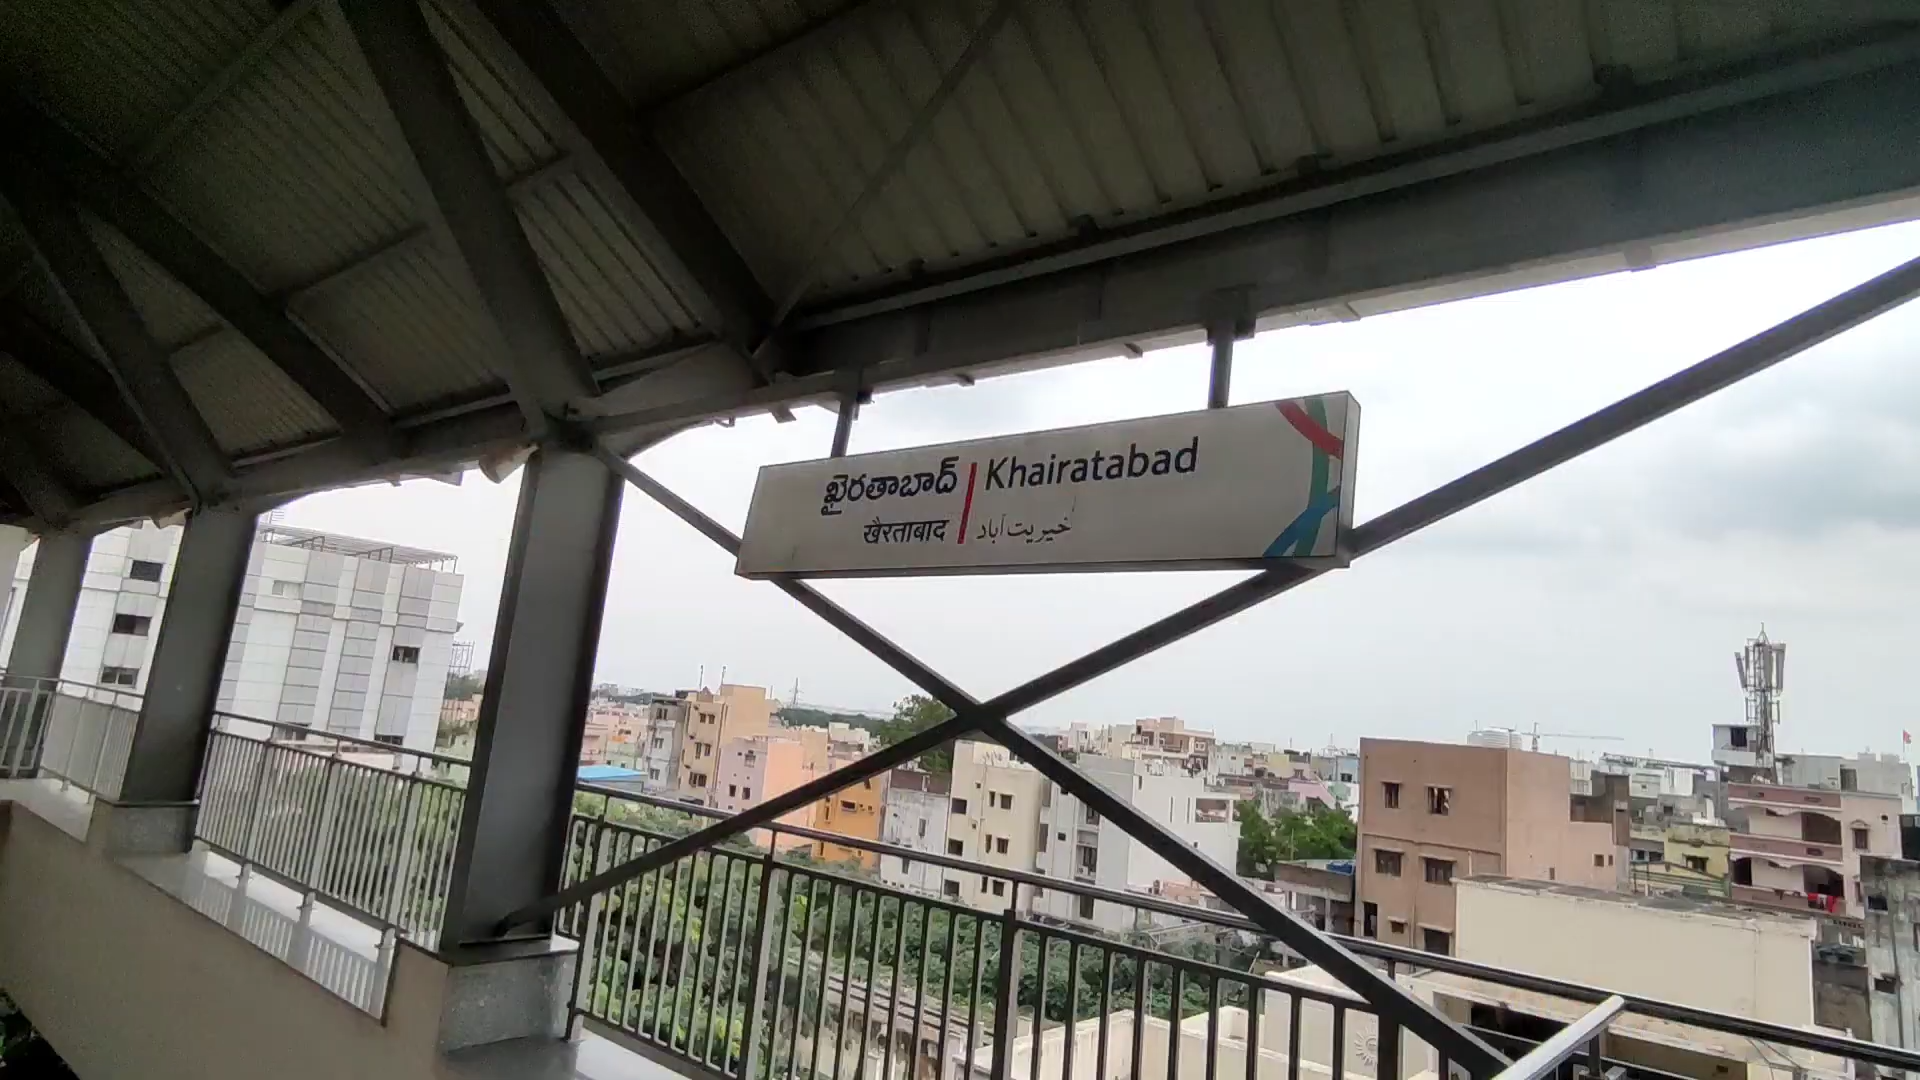 ఖైరతాబాద్ | Khairatabad
खैरताबाद | خیریت آباد